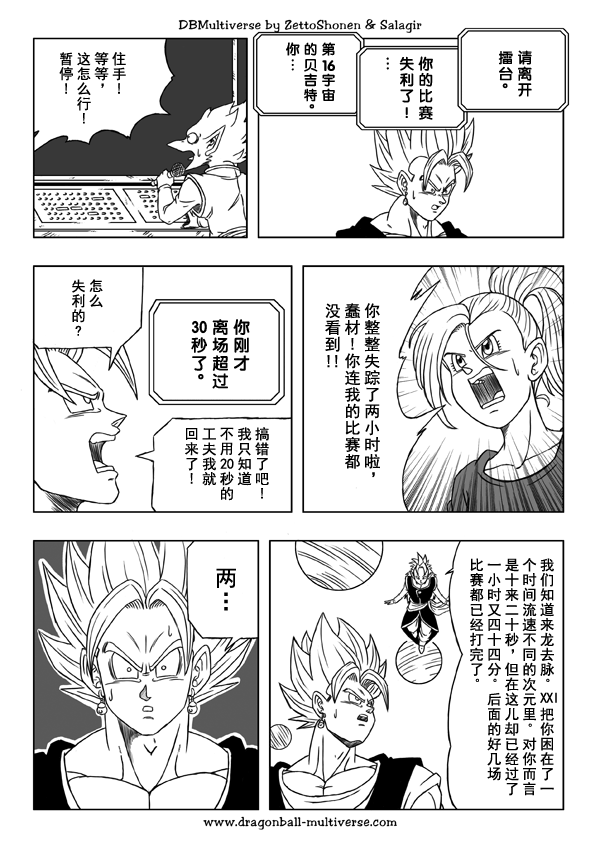 DBMultiverse by ZettoShonen & Salagir
请离开
擂台。
你的比赛
失利了！
…
第16宇宙
的贝吉特。
你…
住手！
等等，
这怎么行！
暂停！
你整整失踪了两小时啦，
蠢材！你连我的比赛都
没看到！！
你刚才
离场超过
30秒了。
怎么
失利的？
搞错了吧！
我只知道
不用20秒的
工夫我就
回来了！
我们知道来龙去脉。XXI把你困在了一
个时间流速不同的次元里。对你而言
是十来二十秒，但在这儿却已经过了
一小时又四十四分。后面的好几场
比赛都已经打完了。
两…
www.dragonball-multiverse.com